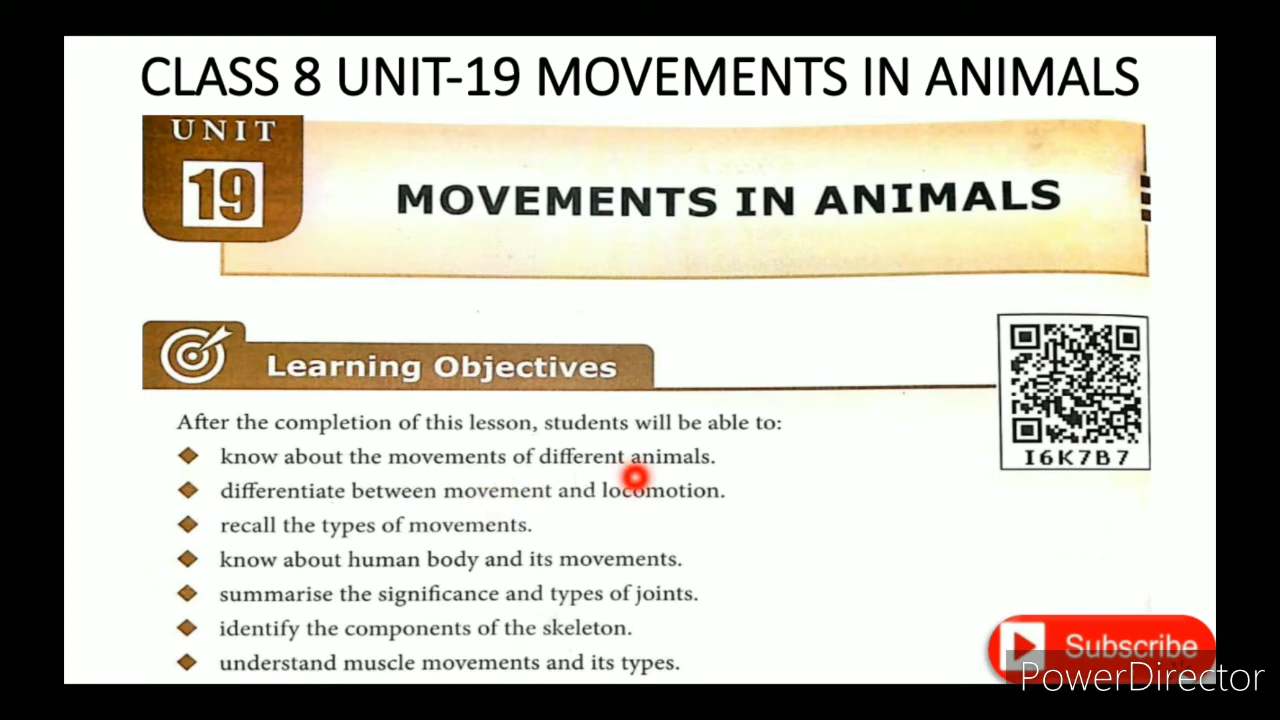 CLASS 8 UNIT-19 MOVEMENTS IN ANIMALS
UNIT
19
MOVEMENTS IN ANIMALS
Learning Objectives
I6K7B7
After the completion of this lesson, students will be able to:
know about the movements of different animals.
differentiate between movement and locomotion.
recall the types of movements.
know about human body and its movements.
summarise the significance and types of joints.
identify the components of the skeleton.
understand muscle movements and its types.
Subscribe
PowerDirector